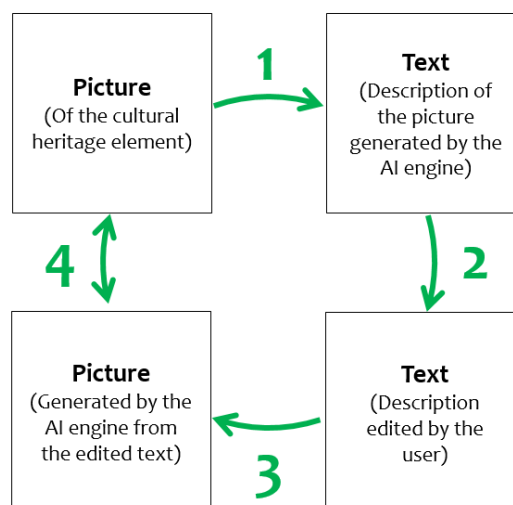 Picture
(Of the cultural
heritage element)
1
Text
(Description of
the picture
generated by the
AI engine)
2
Text
(Description
edited by the
user)
3
Picture
(Generated by the
AI engine from
the edited text)
4